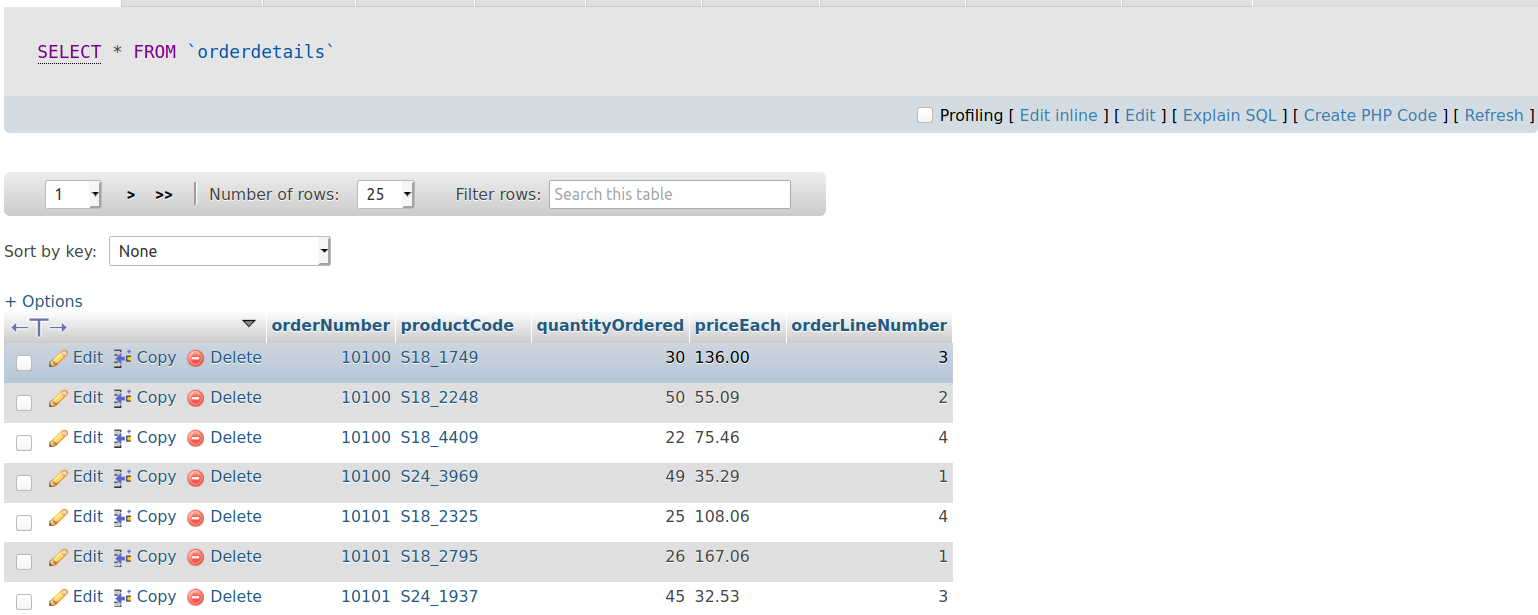 SELECT * FROM `orderdetails`
Profiling [ Edit inline ] [ Edit ] [ Explain SQL ] [ Create PHP Code ] [ Refresh ]
1 > >> Number of rows: 25 Filter rows: Search this table
Sort by key: None
+ Options
←T→ orderNumber productCode quantityOrdered priceEach orderLineNumber
Edit Copy Delete 10100 S18_1749 30 136.00 3
Edit Copy Delete 10100 S18_2248 50 55.09 2
Edit Copy Delete 10100 S18_4409 22 75.46 4
Edit Copy Delete 10100 S24_3969 49 35.29 1
Edit Copy Delete 10101 S18_2325 25 108.06 4
Edit Copy Delete 10101 S18_2795 26 167.06 1
Edit Copy Delete 10101 S24_1937 45 32.53 3